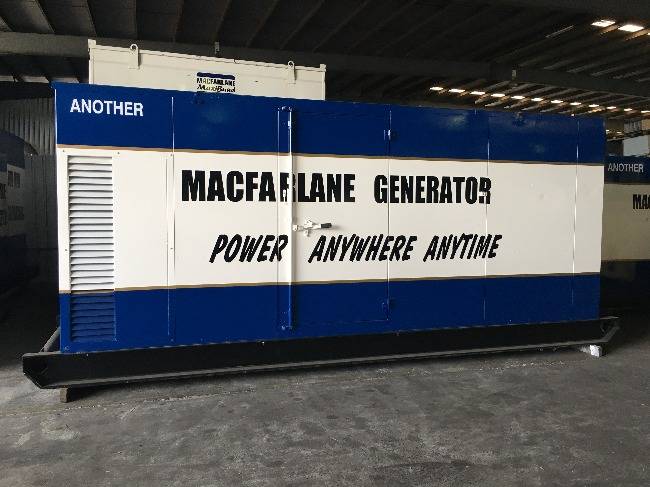 MACFARLANE
ANOTHER
MACFARLANE GENERATOR
POWER ANYWHERE ANYTIME
ANOTHER